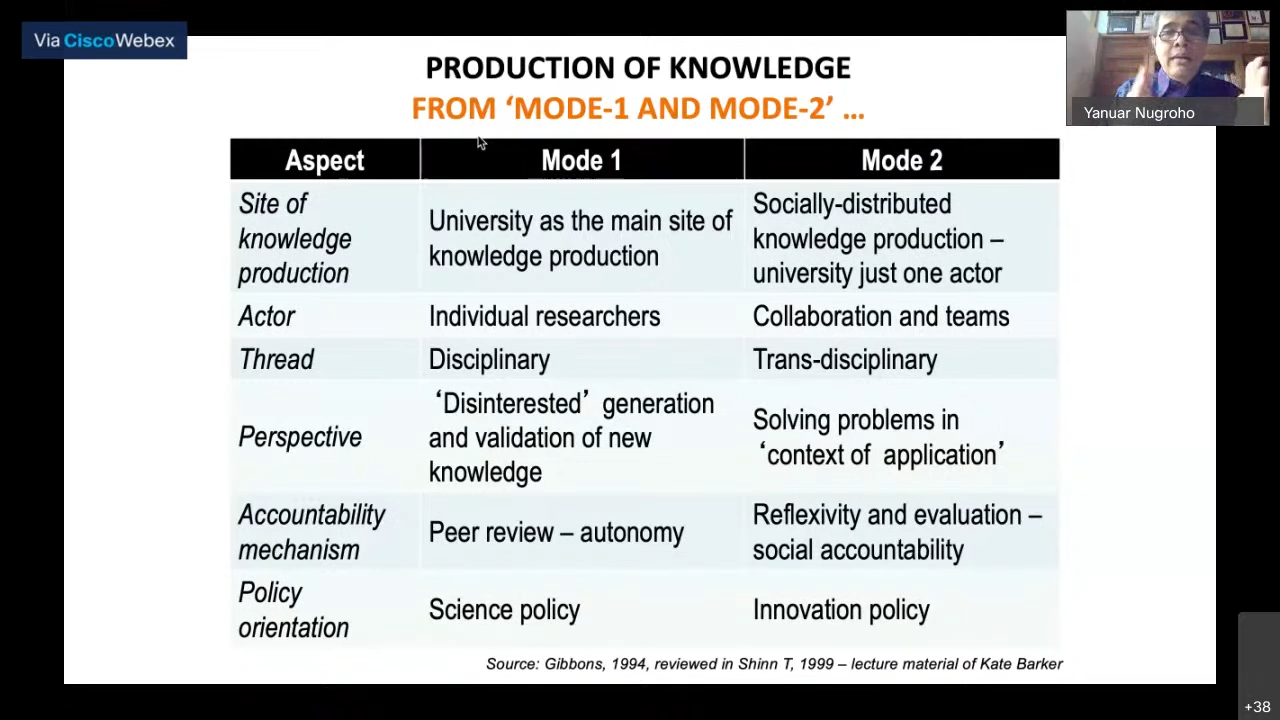 Via CiscoWebex
PRODUCTION OF KNOWLEDGE
FROM ‘MODE-1 AND MODE-2’ …
Yanuar Nugroho
Aspect
Mode 1
Mode 2
Site of
knowledge
production
University as the main site of
knowledge production
Socially-distributed
knowledge production –
university just one actor
Actor
Individual researchers
Collaboration and teams
Thread
Disciplinary
Trans-disciplinary
Perspective
‘Disinterested’ generation
and validation of new
knowledge
Solving problems in
‘context of application’
Accountability
mechanism
Peer review – autonomy
Reflexivity and evaluation –
social accountability
Policy
orientation
Science policy
Innovation policy
Source: Gibbons, 1994, reviewed in Shinn T, 1999 – lecture material of Kate Barker
+38